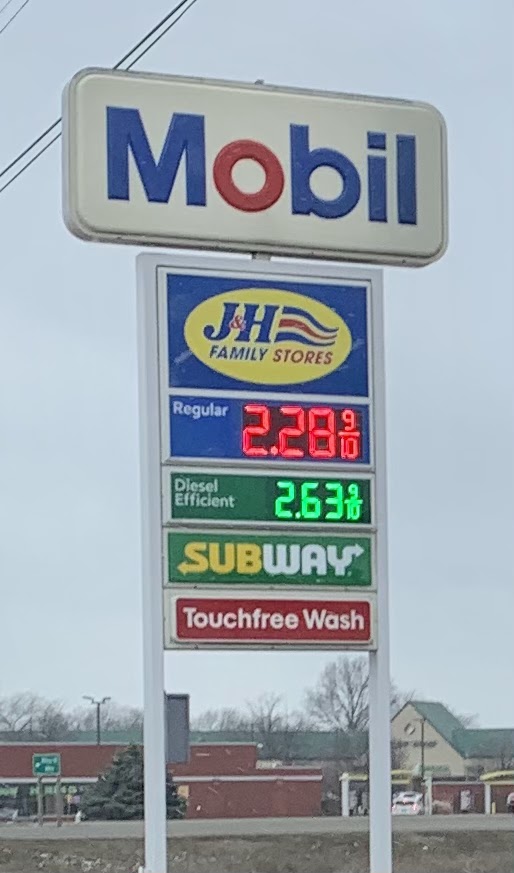 Mobil
J&H
FAMILY STORES
Regular 2.28 9/10
Diesel
Efficient 2.63 9/10
SUBWAY
Touchfree Wash